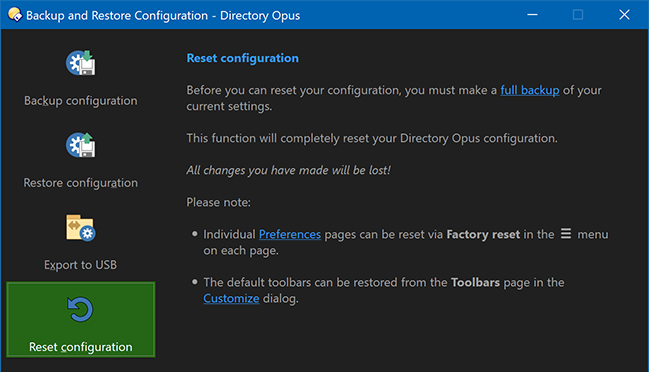 Backup and Restore Configuration - Directory Opus
Backup configuration
Restore configuration
Export to USB
Reset configuration
Reset configuration
Before you can reset your configuration, you must make a full backup of your
current settings.
This function will completely reset your Directory Opus configuration.
All changes you have made will be lost!
Please note:
• Individual Preferences pages can be reset via Factory reset in the ☰ menu
on each page.
• The default toolbars can be restored from the Toolbars page in the
Customize dialog.